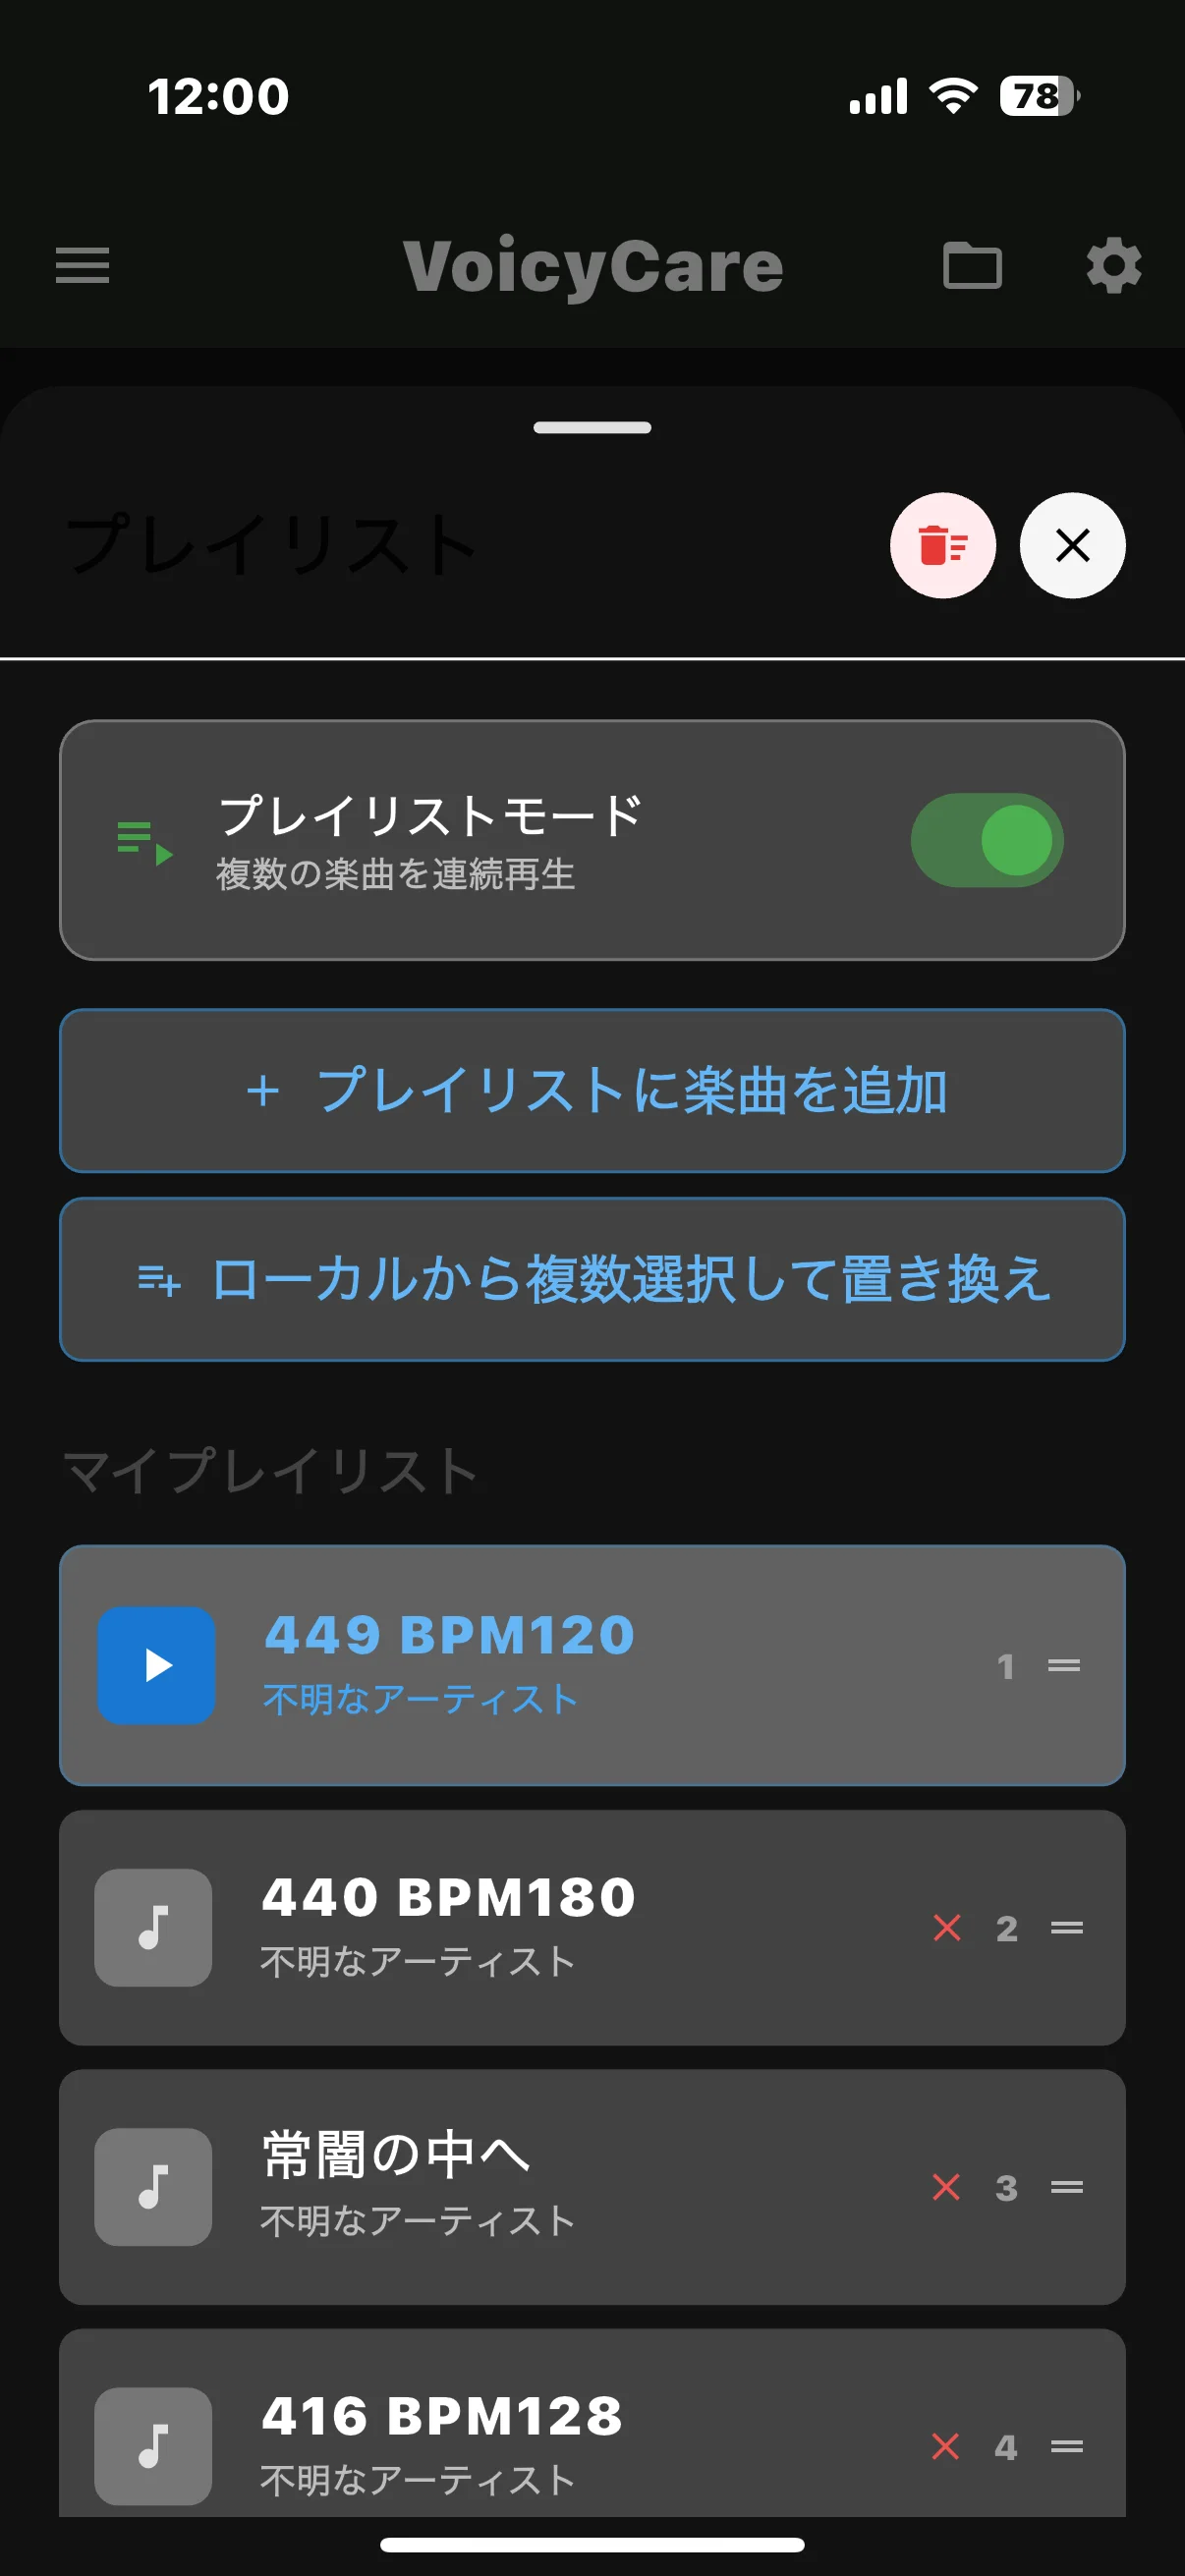 12:00
78
VoicyCare
プレイリスト
プレイリストモード
複数の楽曲を連続再生
+ プレイリストに楽曲を追加
ローカルから複数選択して置き換え
マイプレイリスト
449 BPM120
不明なアーティスト
1
440 BPM180
不明なアーティスト
2
常闇の中へ
不明なアーティスト
3
416 BPM128
不明なアーティスト
4